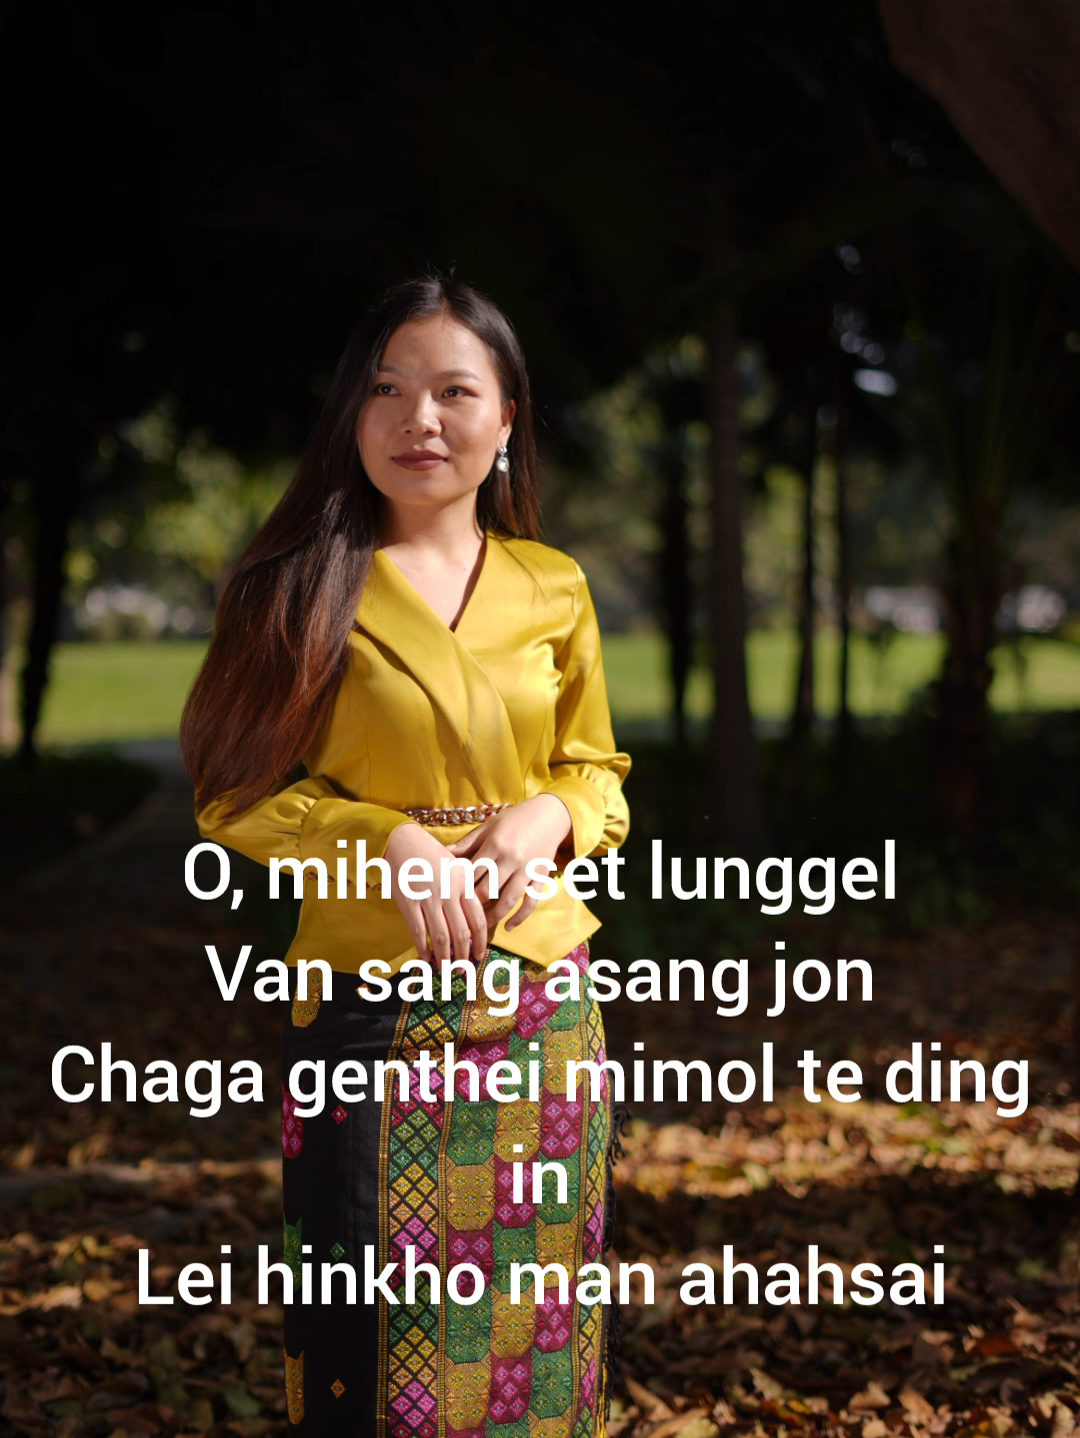 O, mihem set lunggel
Van sang asang jon
Chaga genthei mimol te ding
in
Lei hinkho man ahahsai